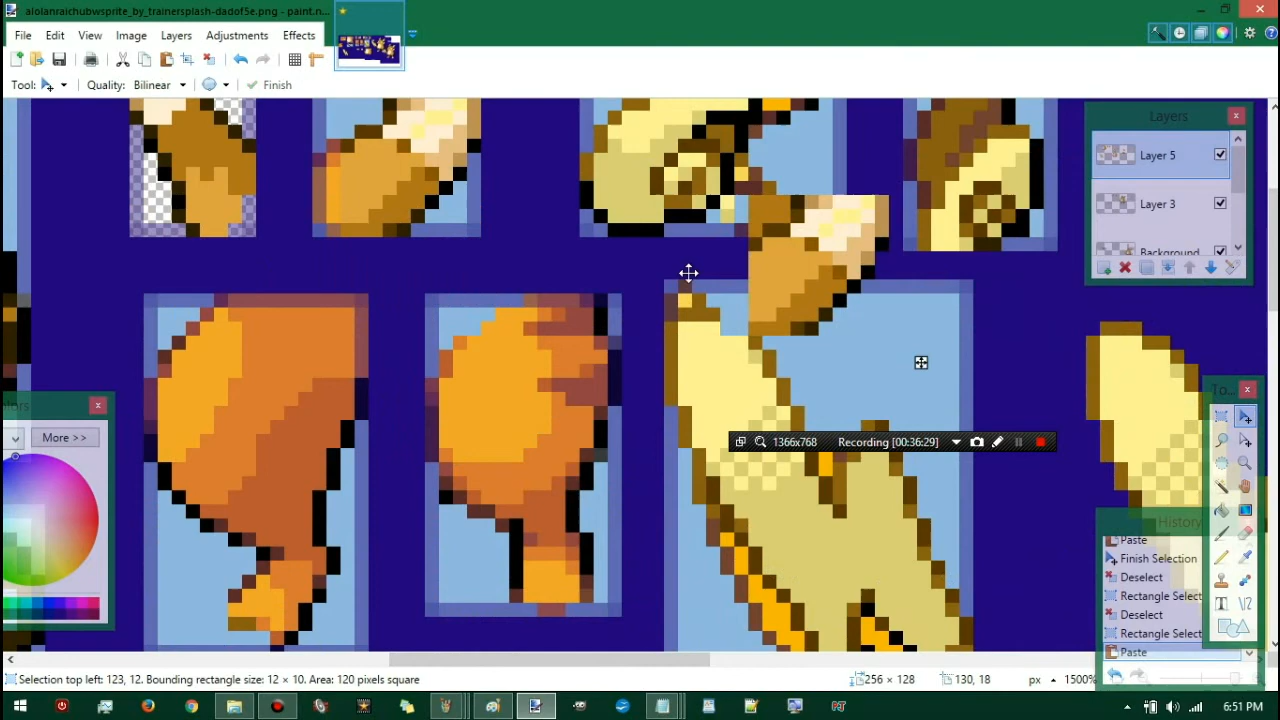 alolanraichubwsprite_by_trainersplash-dadof5e.png - paint.n...
File Edit View Image Layers Adjustments Effects
Tool: Quality: Bilinear Finish
Layers
Layer 5
Layer 3
Background
Recording [00:36:29]
1366x768
More >>
History
Paste
Finish Selection
Deselect
Rectangle Select
Deselect
Rectangle Select
Paste
Selection top left: 123, 12. Bounding rectangle size: 12 × 10. Area: 120 pixels square
256 × 128
130, 18
px
1500%
6:51 PM